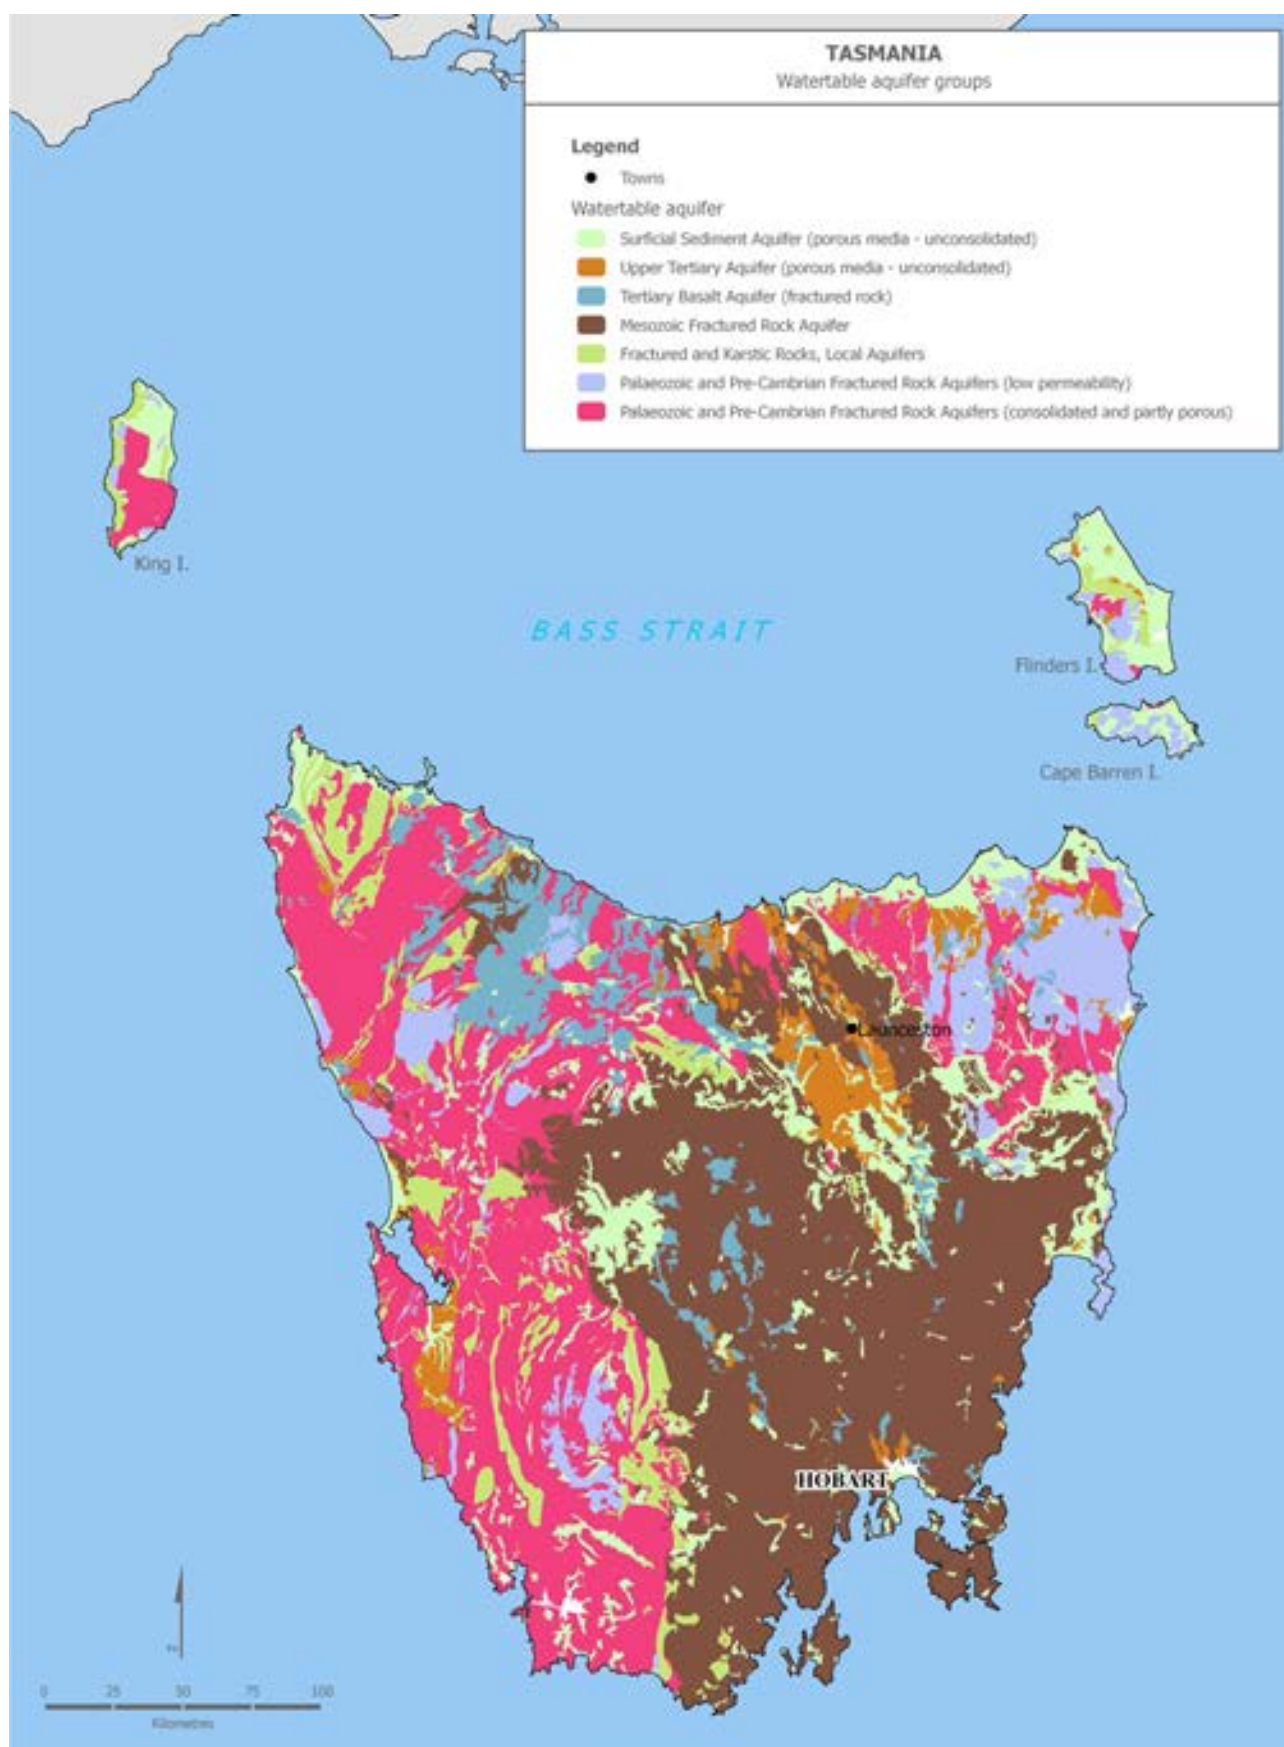 TASMANIA
Watertable aquifer groups
Legend
Towns
Watertable aquifer
Surficial Sediment Aquifer (porous media - unconsolidated)
Upper Tertiary Aquifer (porous media - unconsolidated)
Tertiary Basalt Aquifer (fractured rock)
Mesozoic Fractured Rock Aquifer
Fractured and Karstic Rocks, Local Aquifers
Palaeozoic and Pre-Cambrian Fractured Rock Aquifers (low permeability)
Palaeozoic and Pre-Cambrian Fractured Rock Aquifers (consolidated and partly porous)
King I.
BASS STRAIT
Flinders I.
Cape Barren I.
Launceston
HOBART
0 25 50 75 100
Kilometres